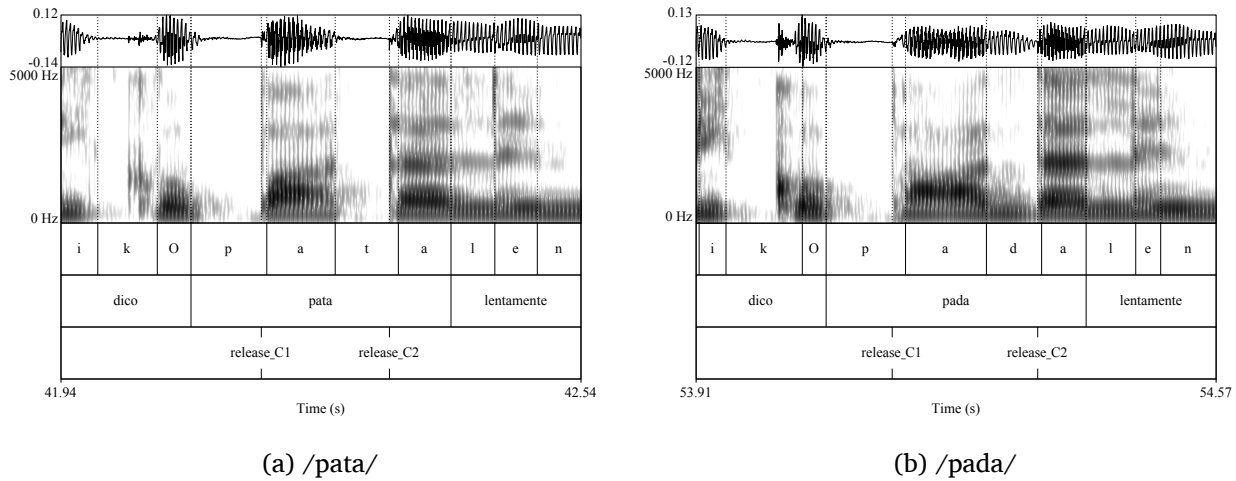 0.12
-0.14
5000 Hz
0 Hz
i k O p a t a l e n
dico pata lentamente
release_C1 release_C2
41.94 42.54
Time (s)
(a) /pata/
0.13
-0.12
5000 Hz
0 Hz
i k O p a d a l e n
dico pada lentamente
release_C1 release_C2
53.91 54.57
Time (s)
(b) /pada/